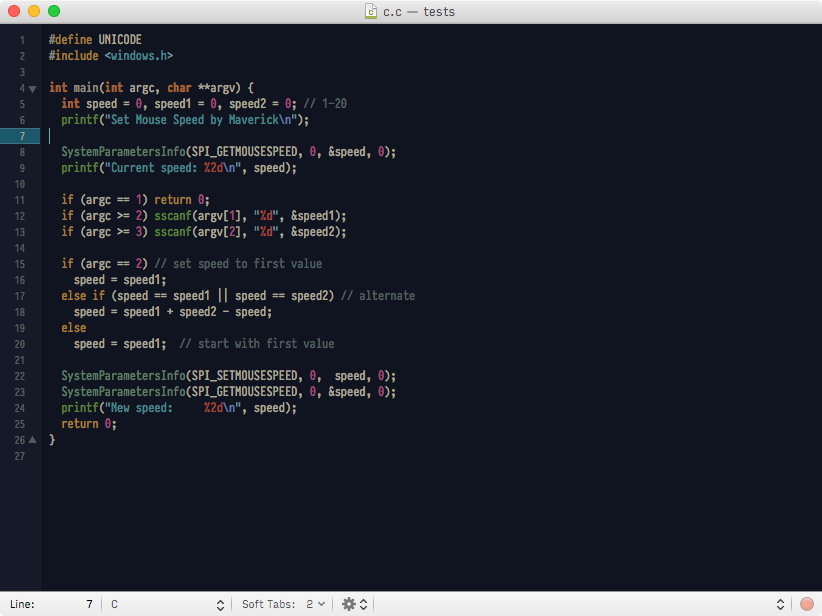 c.c — tests
1 #define UNICODE
2 #include <windows.h>
3
4 int main(int argc, char **argv) {
5   int speed = 0, speed1 = 0, speed2 = 0; // 1-20
6   printf("Set Mouse Speed by Maverick\n");
7
8   SystemParametersInfo(SPI_GETMOUSESPEED, 0, &speed, 0);
9   printf("Current speed: %2d\n", speed);
10
11   if (argc == 1) return 0;
12   if (argc >= 2) sscanf(argv[1], "%d", &speed1);
13   if (argc >= 3) sscanf(argv[2], "%d", &speed2);
14
15   if (argc == 2) // set speed to first value
16     speed = speed1;
17   else if (speed == speed1 || speed == speed2) // alternate
18     speed = speed1 + speed2 - speed;
19   else
20     speed = speed1;  // start with first value
21
22   SystemParametersInfo(SPI_SETMOUSESPEED, 0,  speed, 0);
23   SystemParametersInfo(SPI_GETMOUSESPEED, 0, &speed, 0);
24   printf("New speed:     %2d\n", speed);
25   return 0;
26 }
27
Line: 7 C Soft Tabs: 2